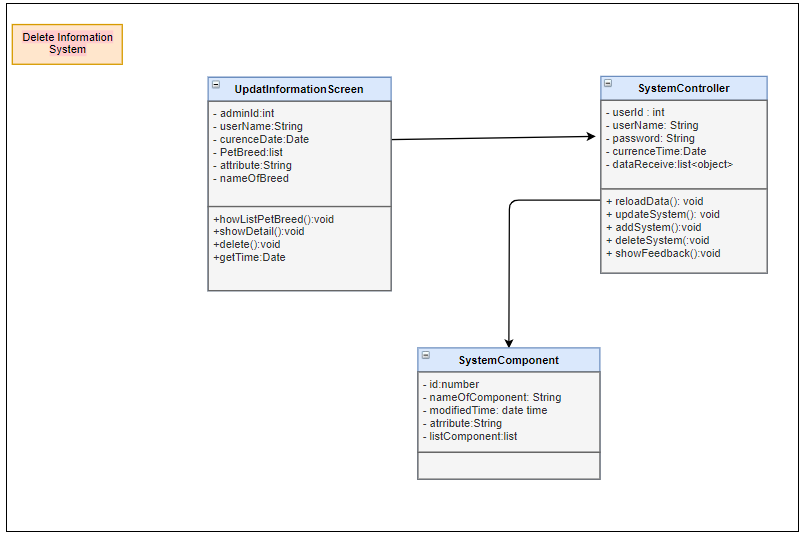 Delete Information
System
UpdatInformationScreen
- adminId:int
- userName:String
- curenceDate:Date
- PetBreed:list
- attribute:String
- nameOfBreed
+howListPetBreed():void
+showDetail():void
+delete():void
+getTime:Date
SystemController
- userId : int
- userName: String
- password: String
- currenceTime:Date
- dataReceive:list<object>
+ reloadData(): void
+ updateSystem(): void
+ addSystem():void
+ deleteSystem(:void
+ showFeedback():void
SystemComponent
- id:number
- nameOfComponent: String
- modifiedTime: date time
- atrribute:String
- listComponent:list